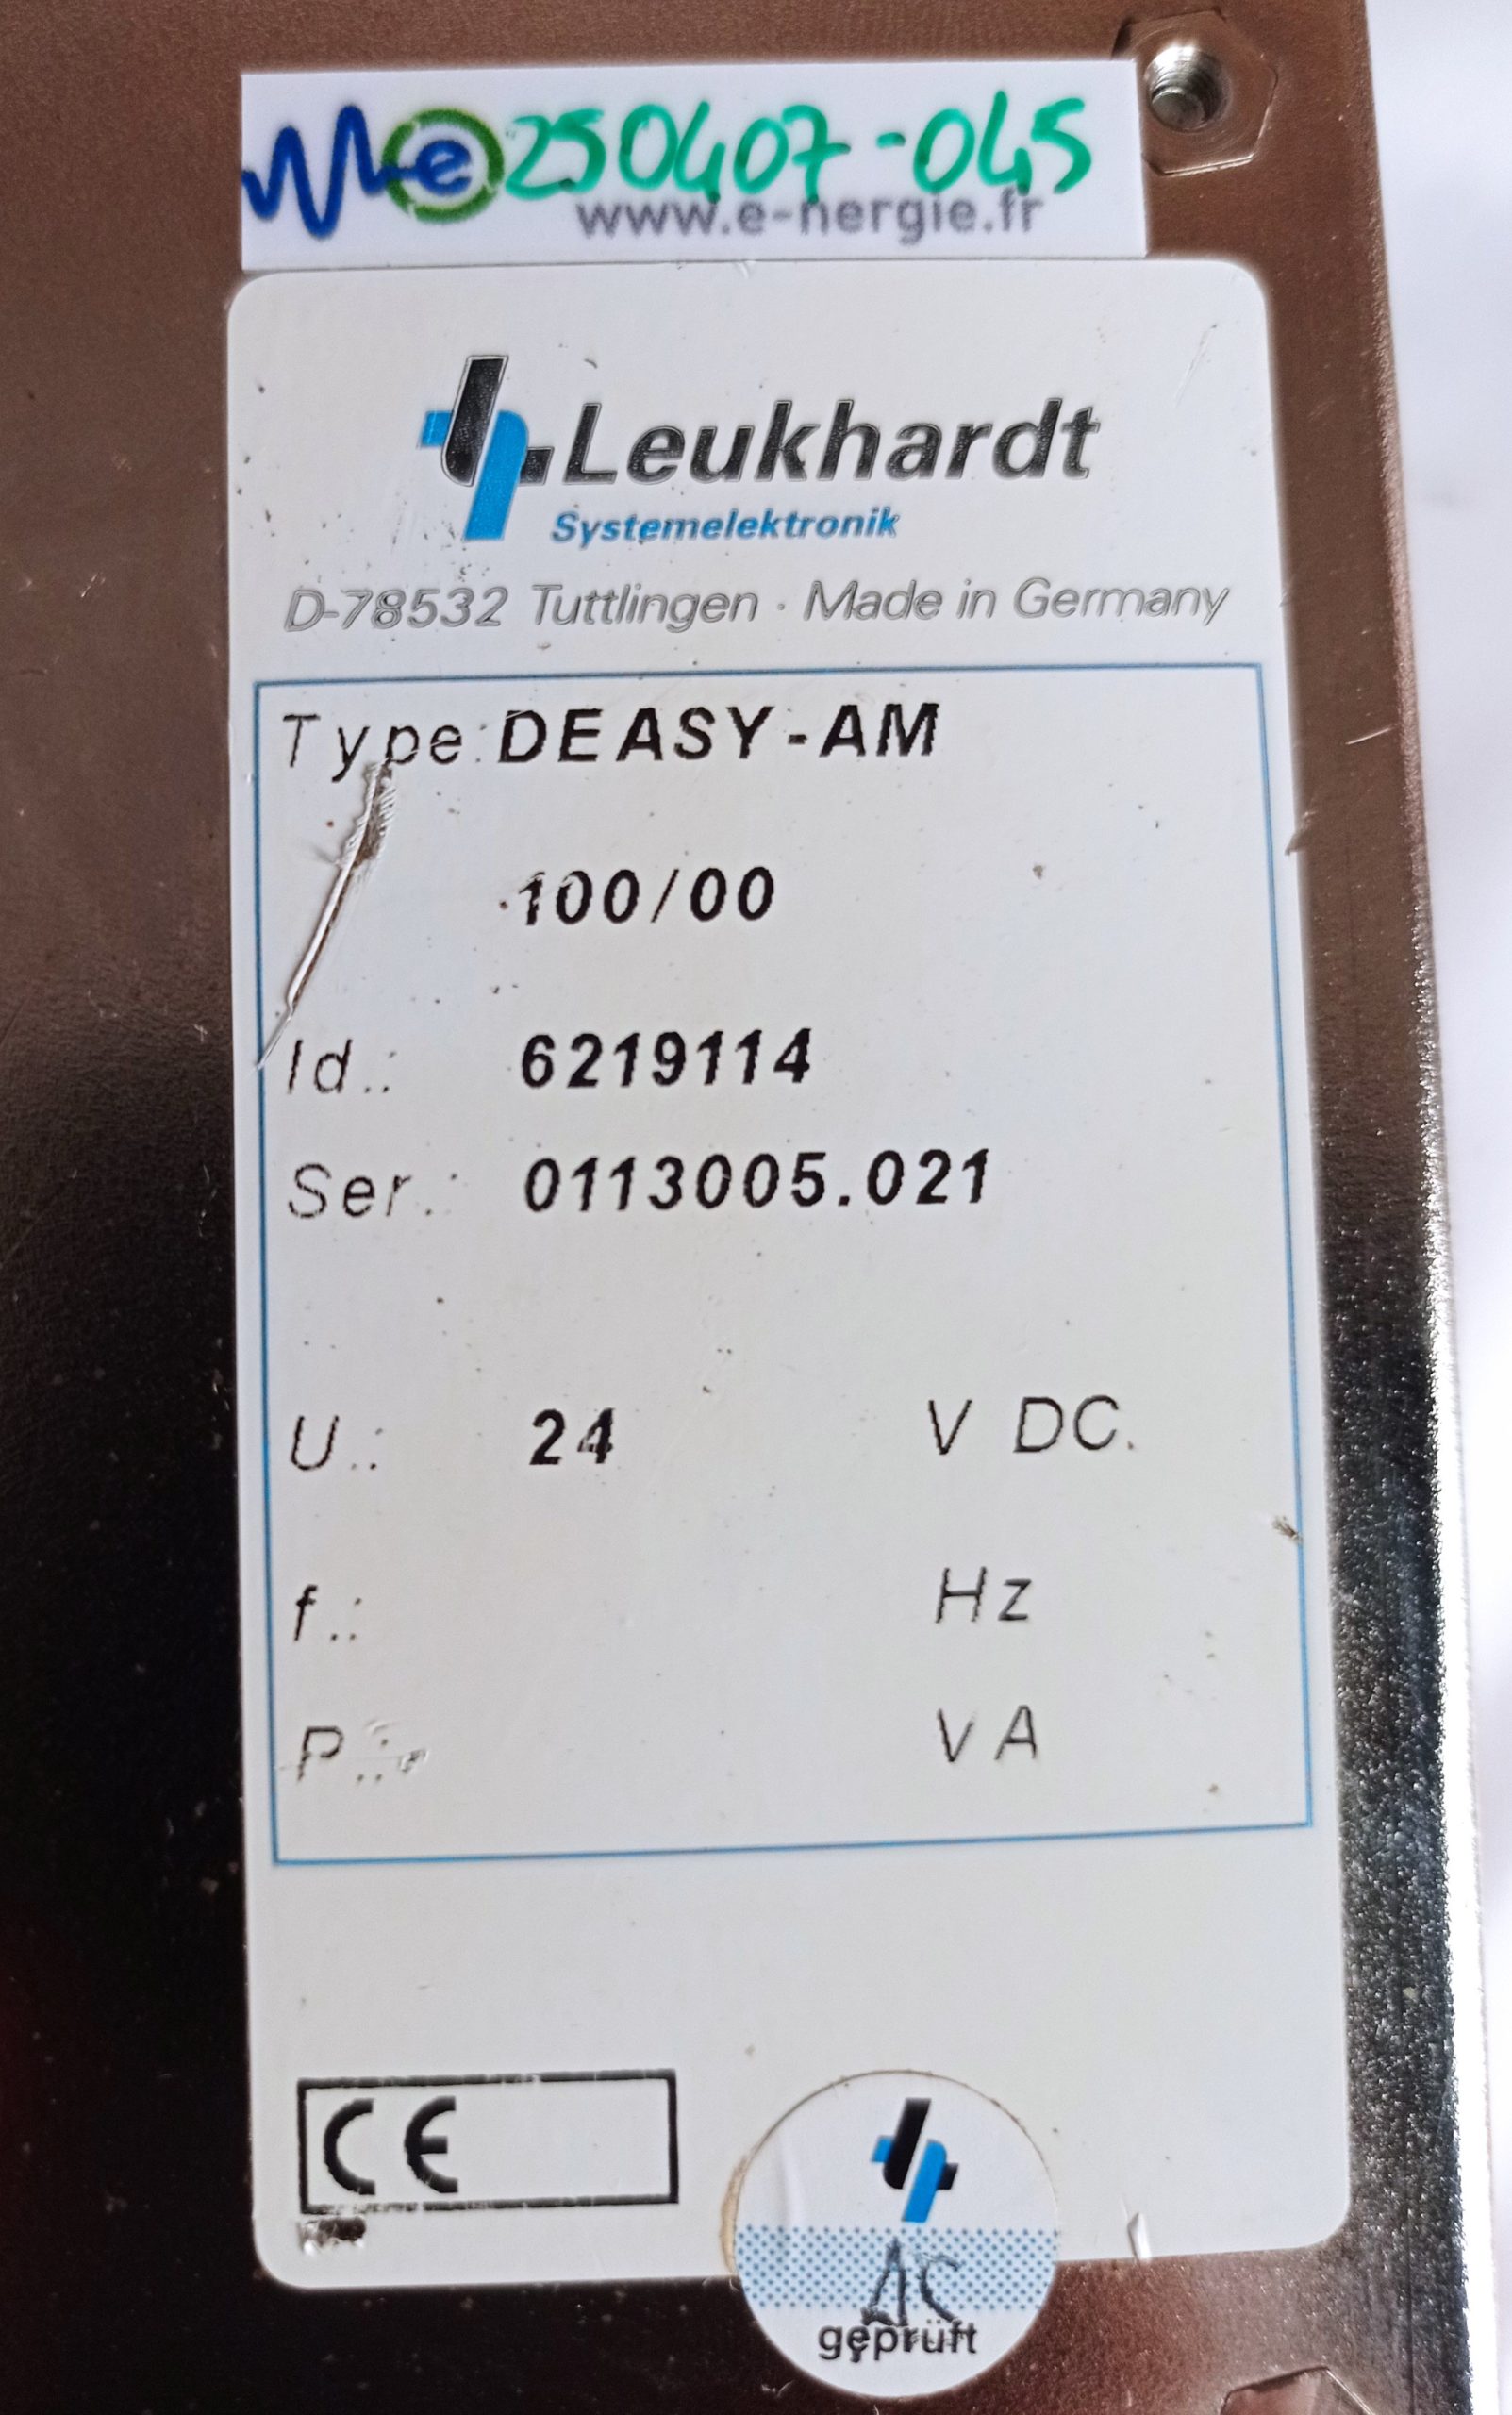 e 250407-045
www.e-nergie.fr
Leukhardt
Systemelektronik
D-78532 Tuttlingen · Made in Germany
Type: DEASY-AM
100/00
Id.: 6219114
Ser.: 0113005.021
U.: 24 V DC.
f.: Hz
P.: VA
CE
geprüft